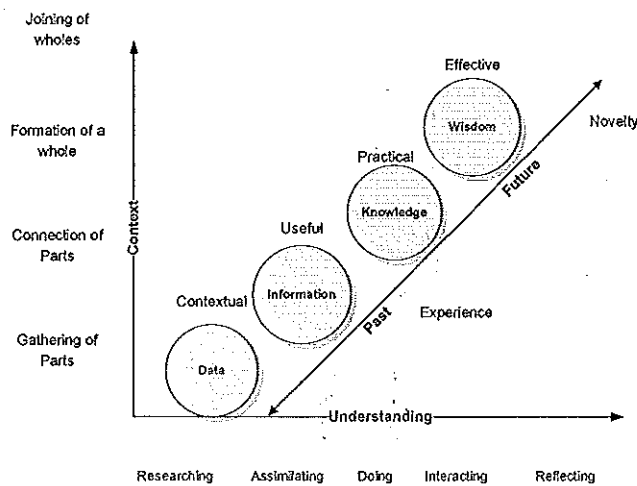 Joining of
wholes
Effective
Novelty
Formation of a
whole
Wisdom
Practical
Future
Context
Knowledge
Connection of
Parts
Useful
Information
Experience
Past
Contextual
Gathering of
Parts
Data
Understanding
Researching Assimilating Doing Interacting Reflecting